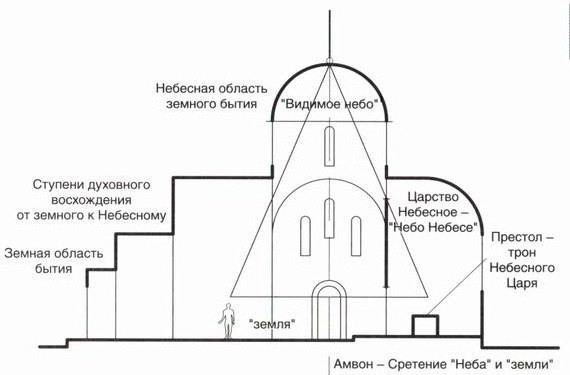 Небесная область
земного бытия
"Видимое небо"
Ступени духовного
восхождения
от земного к Небесному
Царство
Небесное –
"Небо Небесе"
Земная область
бытия
Престол –
трон
Небесного
Царя
"земля"
Амвон – Сретение "Неба" и "земли"